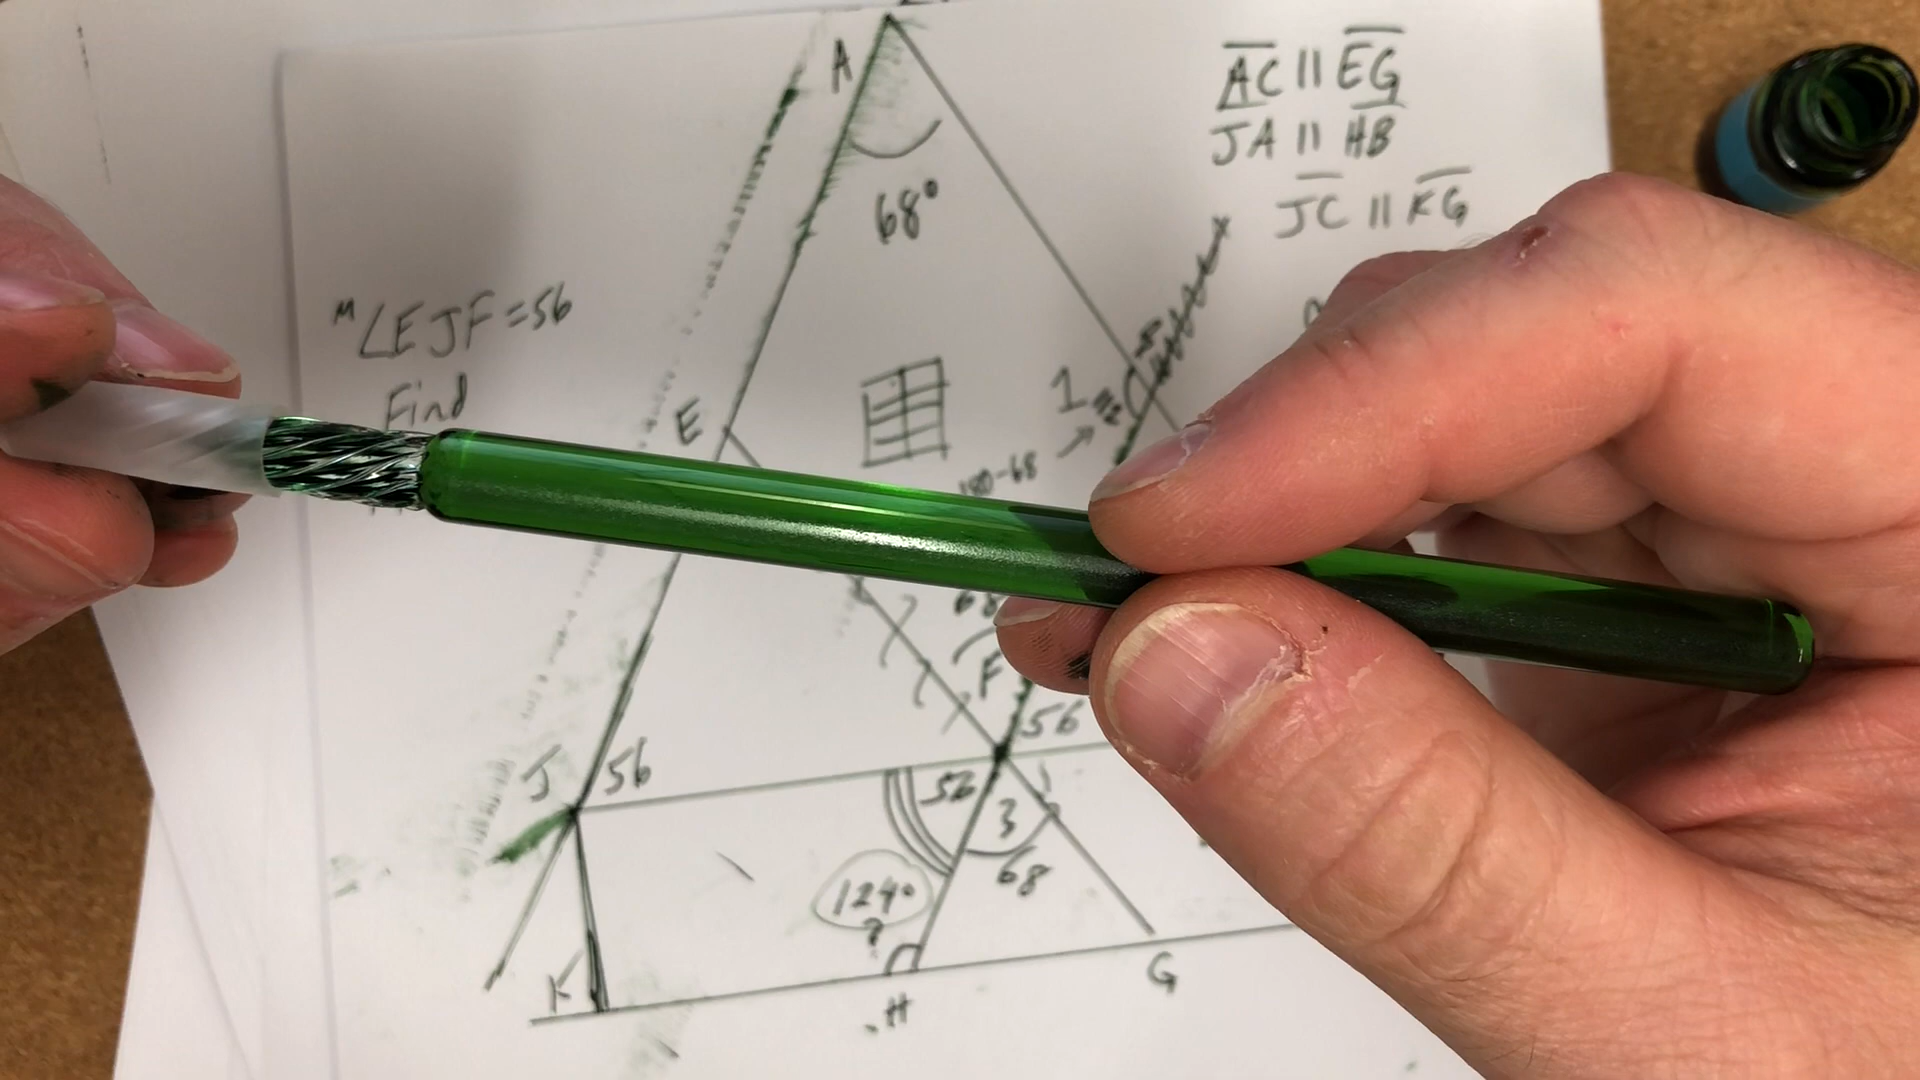 A
AC || EG
JA || HB
JC || KG
68°
M∠EJF=56
Find
1
E
180-68
68
F
56
J 56
52
3
68
124°
?
K
H
G